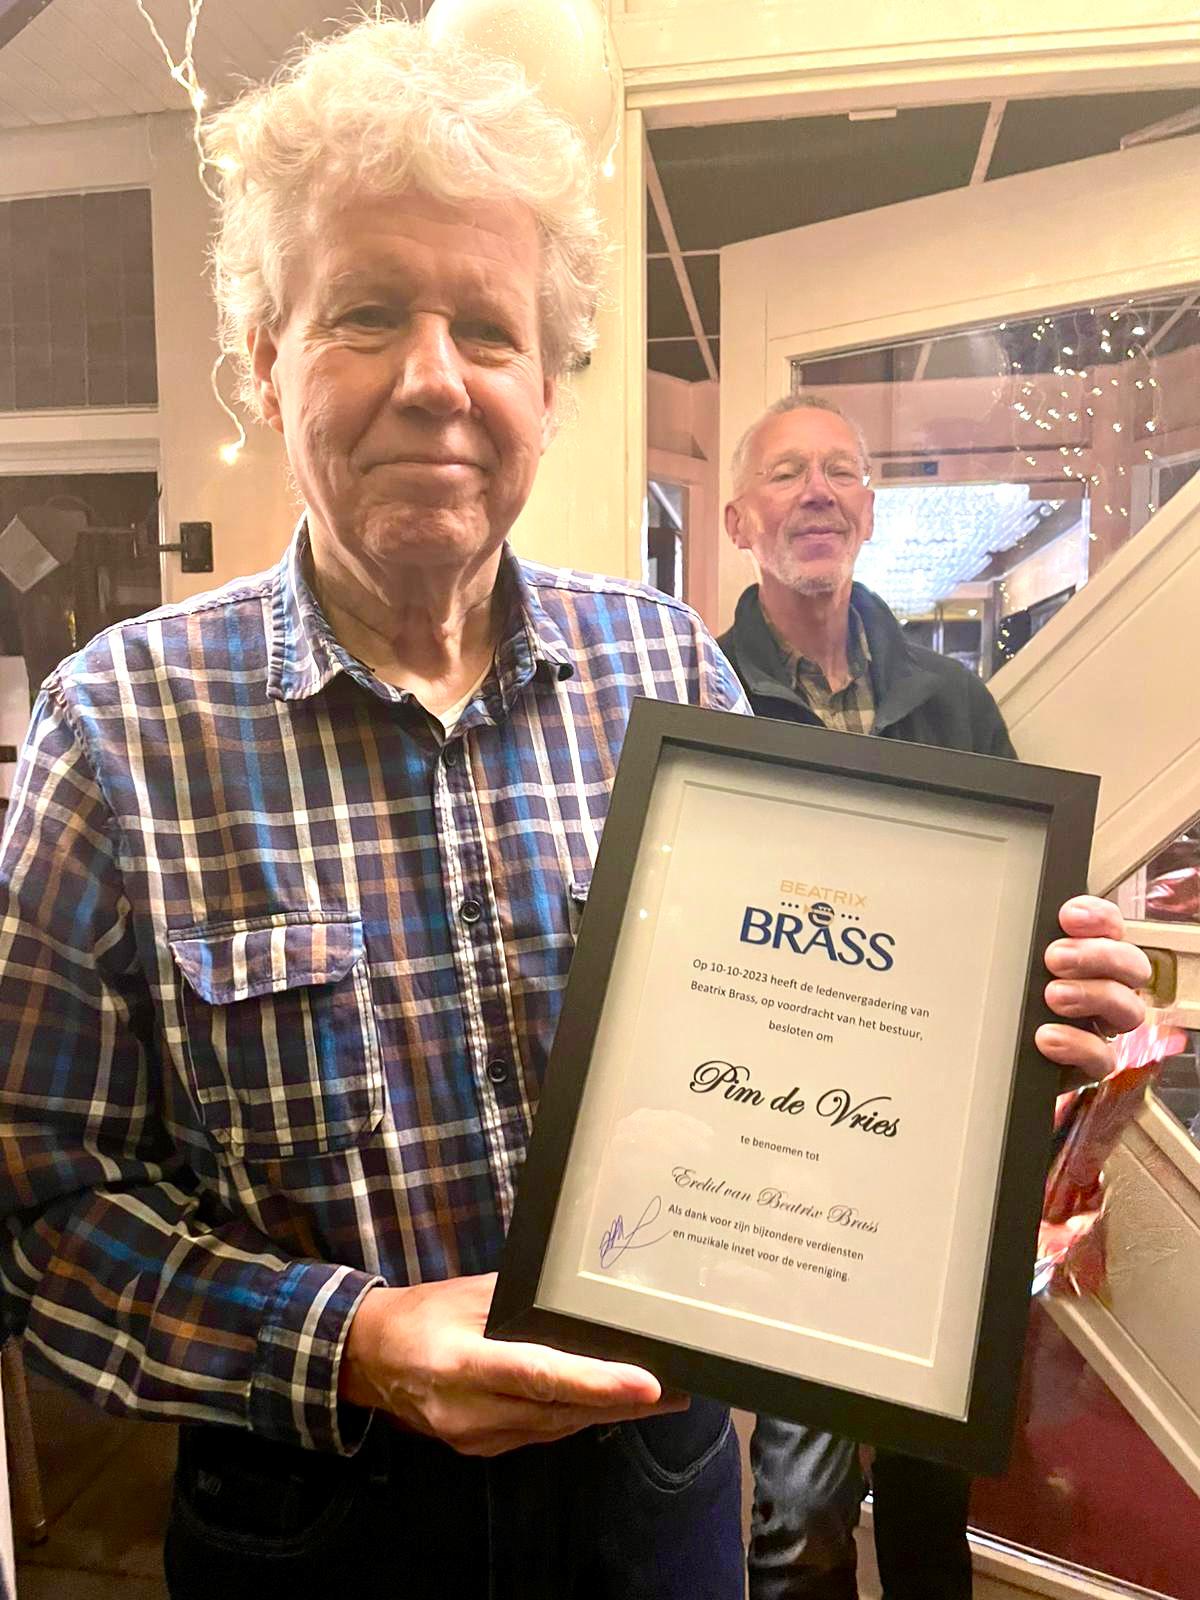 BEATRIX
BRASS
Op 10-10-2023 heeft de ledenvergadering van
Beatrix Brass, op voordracht van het bestuur,
besloten om
Pim de Vries
te benoemen tot
Erelid van Beatrix Brass
Als dank voor zijn bijzondere verdiensten
en muzikale inzet voor de vereniging.